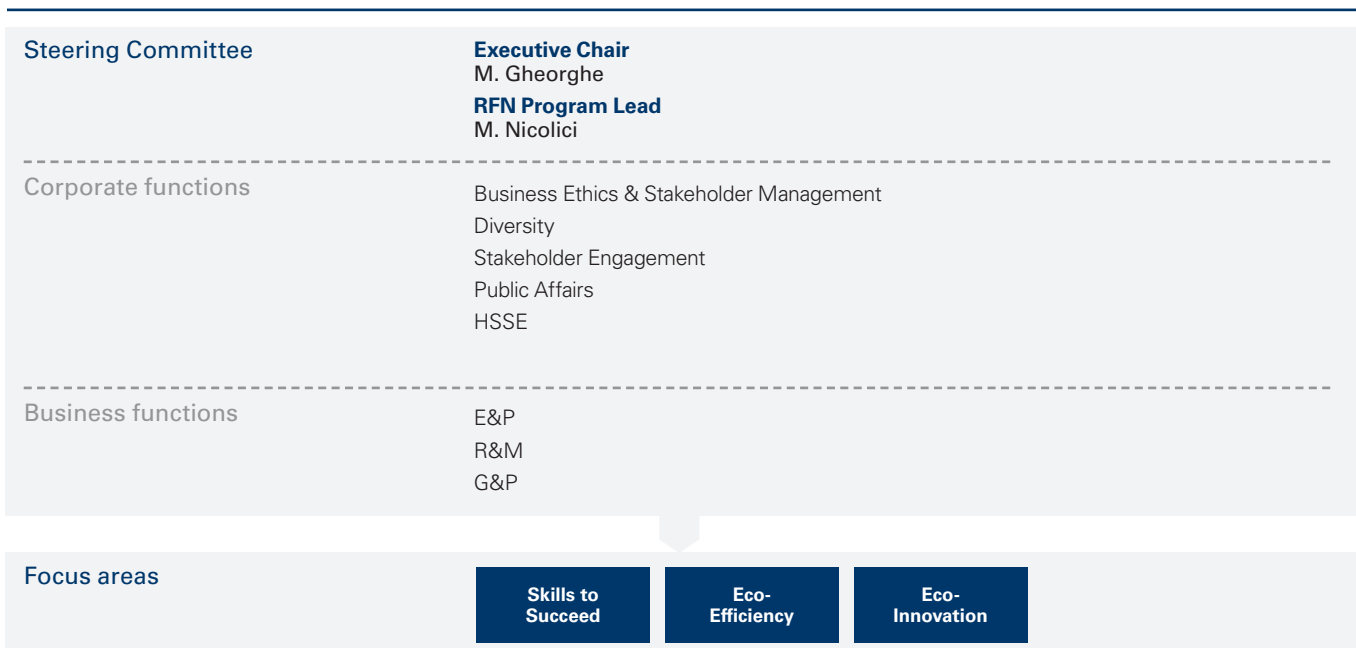 Steering Committee
Executive Chair
M. Gheorghe
RFN Program Lead
M. Nicolici
Corporate functions
Business Ethics & Stakeholder Management
Diversity
Stakeholder Engagement
Public Affairs
HSSE
Business functions
E&P
R&M
G&P
Focus areas
Skills to
Succeed
Eco-
Efficiency
Eco-
Innovation